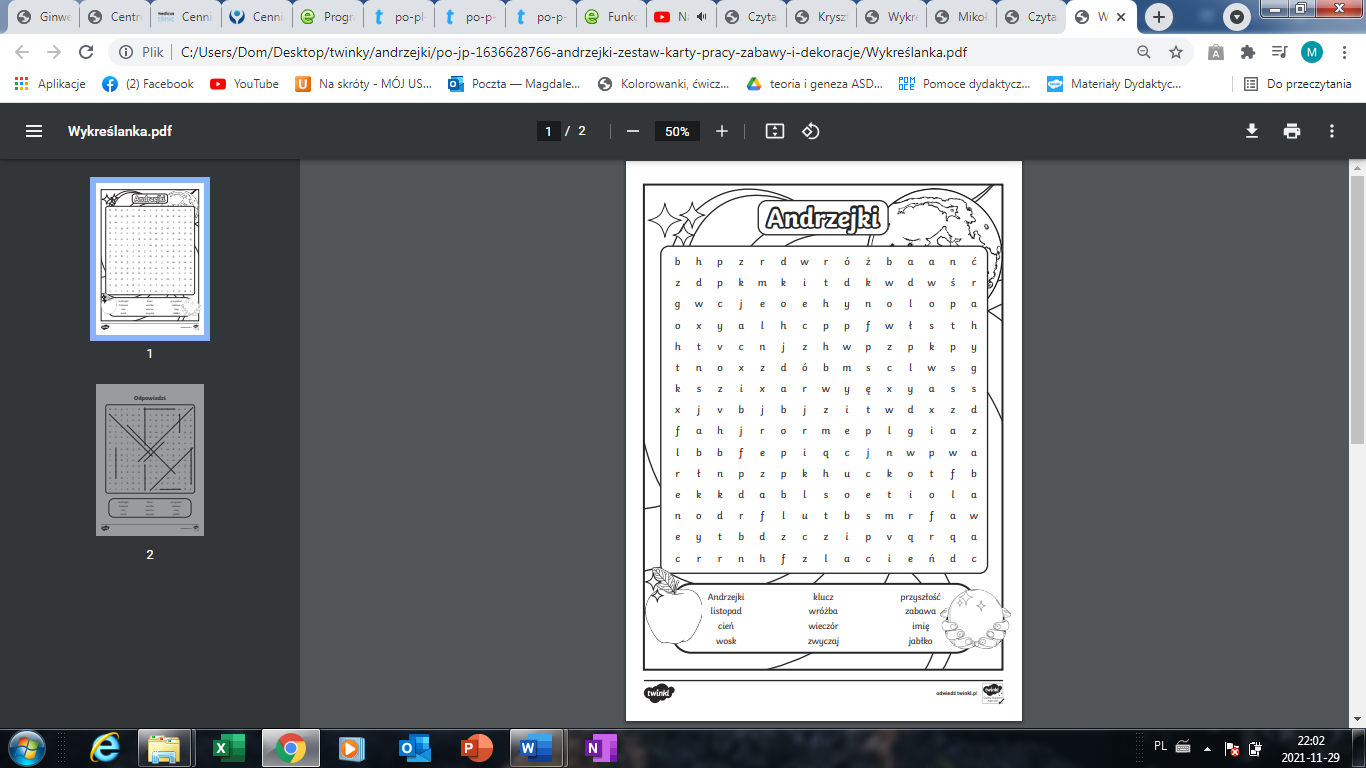 Ginwe
Centr
Cenni
Cenni
Progr
po-pl-
po-p-
po-p-
Funkc
Na
Czyta
Krysz
Wykre
Mikoł
Czyta
W
Plik | C:/Users/Dom/Desktop/twinky/andrzejki/po-jp-1636628766-andrzejki-zestaw-karty-pracy-zabawy-i-dekoracje/Wykreślanka.pdf
M
Aplikacje (2) Facebook YouTube Na skróty - MÓJ US... Poczta — Magdale... Kolorowanki, ćwicz... teoria i geneza ASD... Pomoce dydaktycz... Materiały Dydaktyc... Do przeczytania
Wykreślanka.pdf 1 / 2 50%
1
Odpowiedzi
2
Andrzejki
b h p z r d w r ó ż b a a n ć
z d p k m k i t d k w d w ś r
g w c j e o e h y n o l o p a
o x y a l h c p p f w ł s t h
h t v c n j z h w p z p k p y
t n o x z d ó b m s c l w s g
k s z i x a r w y ę x y a s s
x j v b j b j z i t w d x z d
f a h j r o r m e p l g i a z
l b b f e p i q c j n w p w a
r ł n p z p k h u c k o t f b
e k k d a b l s o e t i o l a
n o d r f l u t b s m r f a w
e y t b d z c z i p v q r q a
c r r n h f z l a c i e ń d c
Andrzejki klucz przyszłość
listopad wróżba zabawa
cień wieczór imię
wosk zwyczaj jabłko
twinkl
odwiedź twinkl.pl
twinkl
PL
22:02
2021-11-29